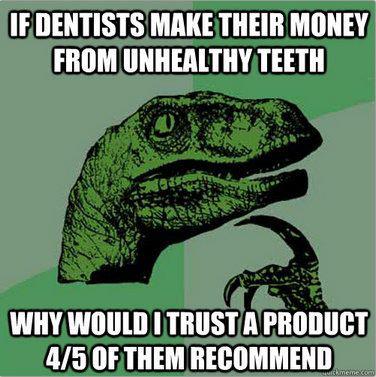 IF DENTISTS MAKE THEIR MONEY
FROM UNHEALTHY TEETH
WHY WOULD I TRUST A PRODUCT
4/5 OF THEM RECOMMEND
quickmeme.com